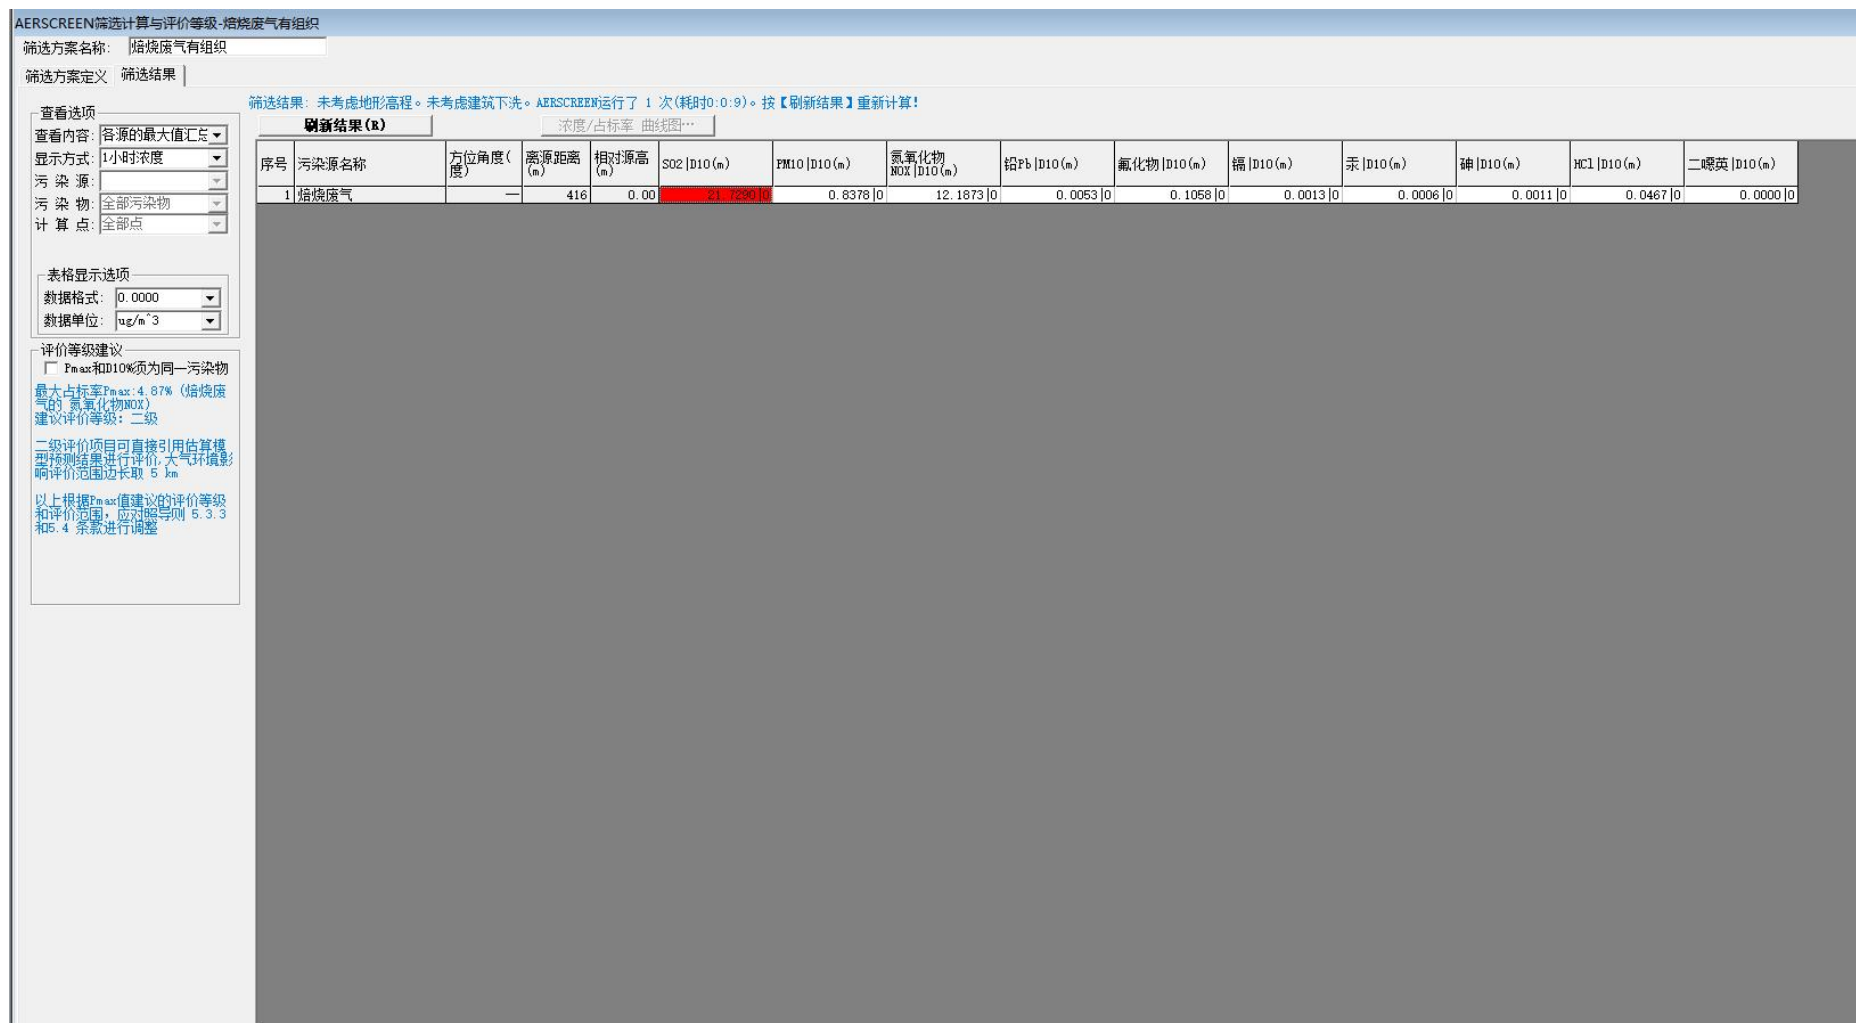 AERSCREEN筛选计算与评价等级-焙烧废气有组织
筛选方案名称: 焙烧废气有组织
筛选方案定义 筛选结果
筛选结果: 未考虑地形高程。未考虑建筑下洗。AERSCREEN运行了 1 次(耗时0:0:9)。按【刷新结果】重新计算!
刷新结果(R) 浓度/占标率 曲线图…
查看选项
查看内容: 各源的最大值汇总
显示方式: 1小时浓度
污 染 源:
污 染 物: 全部污染物
计 算 点: 全部点
表格显示选项
数据格式: 0.0000
数据单位: ug/m^3
评价等级建议
Pmax和D10%须为同一污染物
最大占标率Pmax:4.87% (焙烧废
气的 氮氧化物NOX)
建议评价等级: 二级
二级评价项目可直接引用估算模
型预测结果进行评价,大气环境影
响评价范围边长取 5 km
以上根据Pmax值建议的评价等级
和评价范围, 应对照导则 5.3.3
和5.4 条款进行调整
序号 污染源名称 方位角度(度) 离源距离(m) 相对源高(m) SO2|D10(m) PM10|D10(m) 氮氧化物NOX|D10(m) 铅Pb|D10(m) 氟化物|D10(m) 镉|D10(m) 汞|D10(m) 砷|D10(m) HCl|D10(m) 二噁英|D10(m)
1 焙烧废气 — 416 0.00 21.7290|0 0.8378|0 12.1873|0 0.0053|0 0.1058|0 0.0013|0 0.0006|0 0.0011|0 0.0467|0 0.0000|0